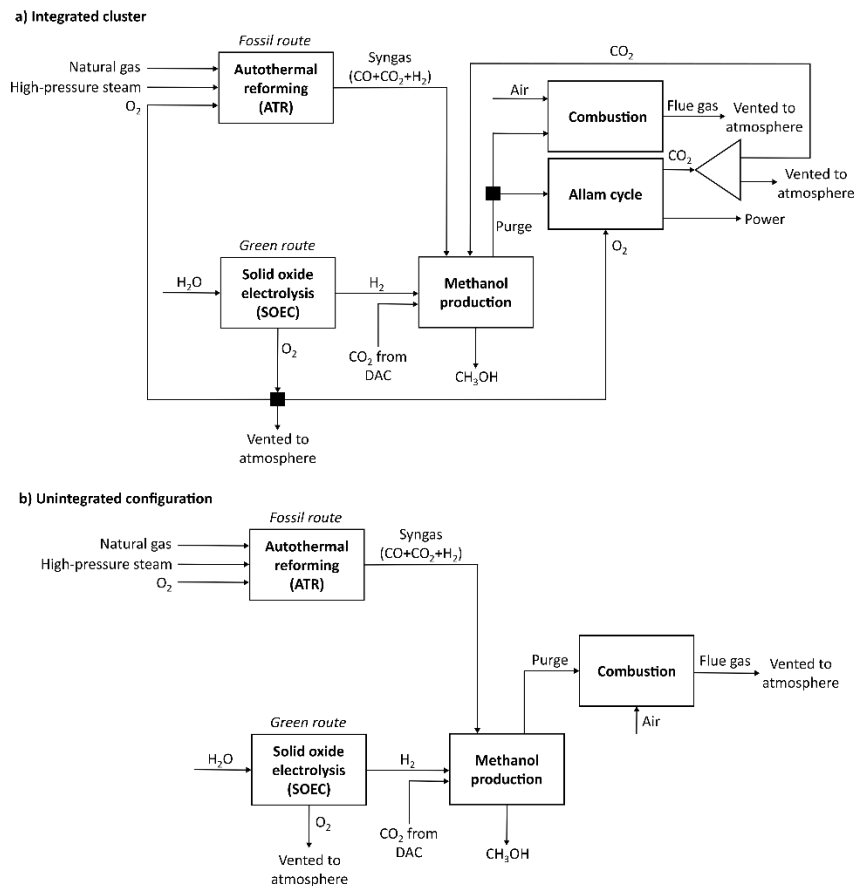 a) Integrated cluster
Fossil route
Natural gas
High-pressure steam
O₂
Autothermal
reforming
(ATR)
Syngas
(CO+CO₂+H₂)
CO₂
Air
Combustion
Flue gas
Vented to
atmosphere
CO₂
Vented to
atmosphere
Allam cycle
Power
Purge
O₂
Green route
H₂O
Solid oxide
electrolysis
(SOEC)
H₂
Methanol
production
O₂
CO₂ from
DAC
CH₃OH
Vented to
atmosphere
b) Unintegrated configuration
Fossil route
Natural gas
High-pressure steam
O₂
Autothermal
reforming
(ATR)
Syngas
(CO+CO₂+H₂)
Purge
Combustion
Flue gas
Vented to
atmosphere
Air
Green route
H₂O
Solid oxide
electrolysis
(SOEC)
H₂
Methanol
production
O₂
CO₂ from
DAC
CH₃OH
Vented to
atmosphere